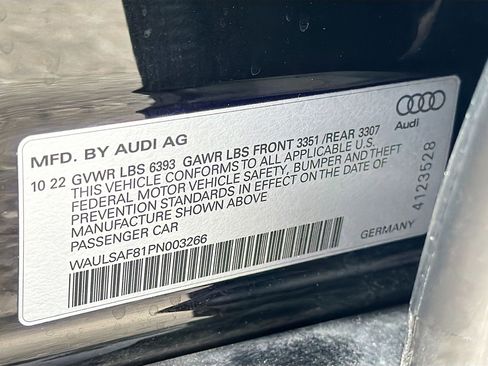 MFD. BY AUDI AG
10 22 GVWR LBS 6393 GAWR LBS FRONT 3351 /REAR 3307
THIS VEHICLE CONFORMS TO ALL APPLICABLE U.S.
FEDERAL MOTOR VEHICLE SAFETY, BUMPER AND THEFT
PREVENTION STANDARDS IN EFFECT ON THE DATE OF
MANUFACTURE SHOWN ABOVE
PASSENGER CAR
WAULSAF81PN003266
Audi
4123528
GERMANY